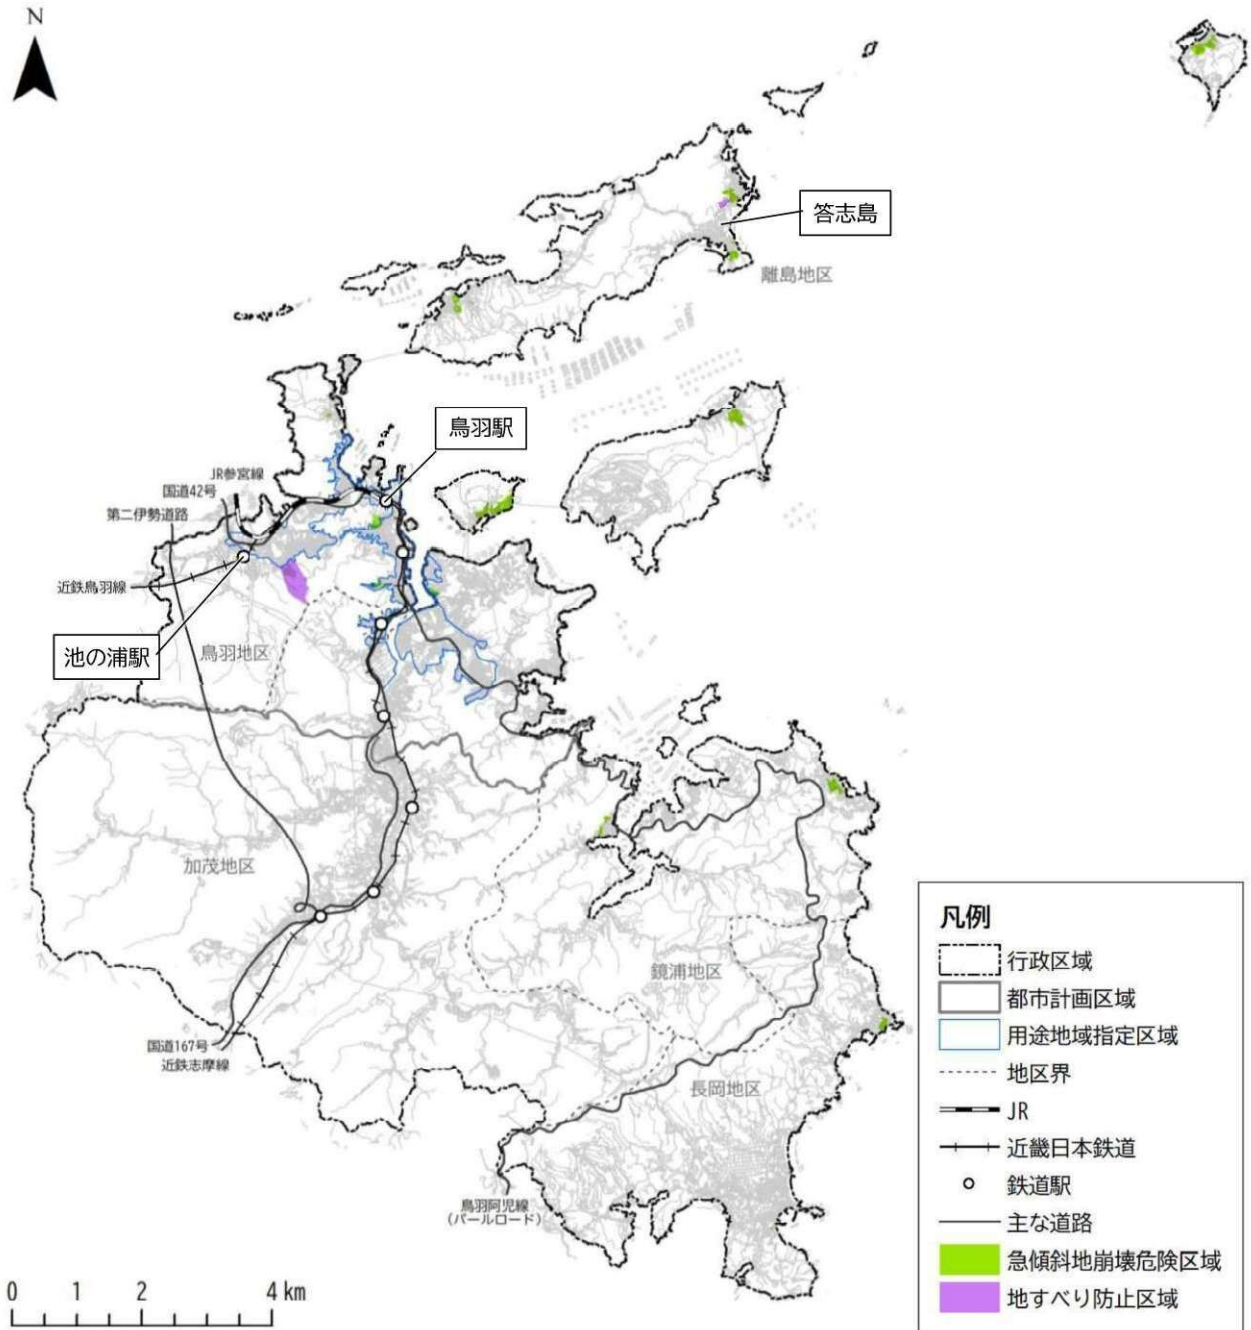 N
答志島
離島地区
鳥羽駅
JR参宮線
国道42号
第二伊勢道路
近鉄鳥羽線
池の浦駅
鳥羽地区
加茂地区
鏡浦地区
国道167号
近鉄志摩線
長岡地区
鳥羽阿児線
(パールロード)
0 1 2 4 km
凡例
行政区域
都市計画区域
用途地域指定区域
地区界
JR
近畿日本鉄道
鉄道駅
主な道路
急傾斜地崩壊危険区域
地すべり防止区域